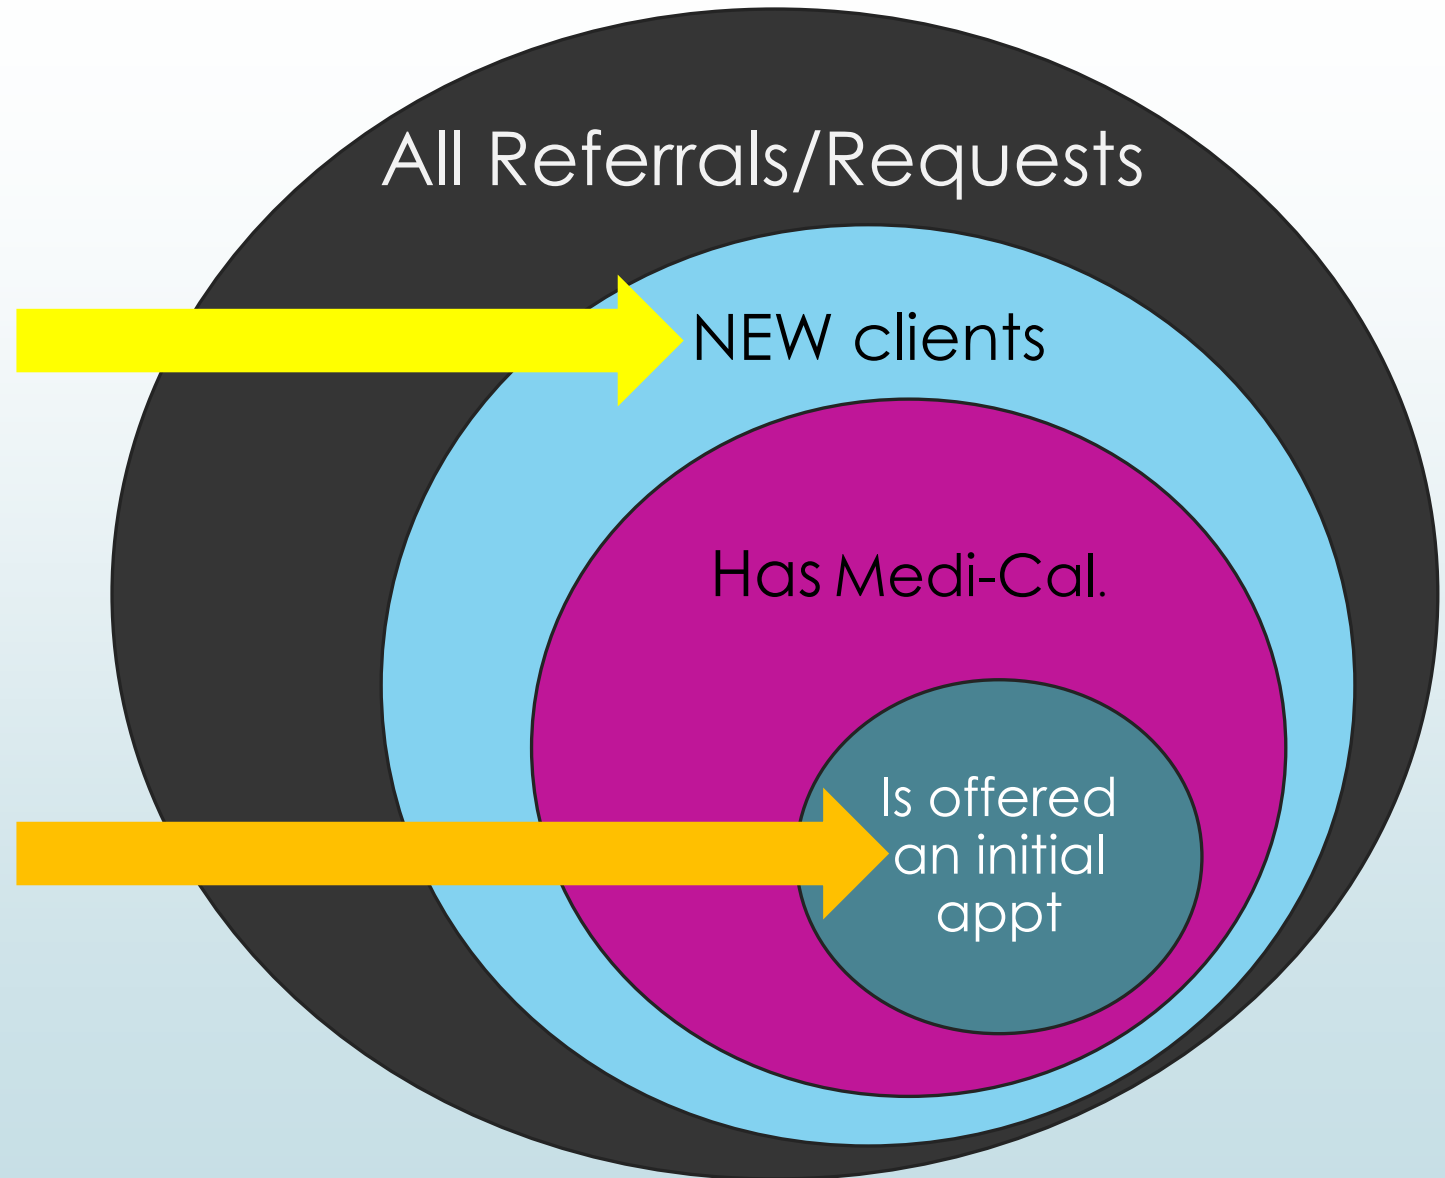 All Referrals/Requests
NEW clients
Has Medi-Cal.
Is offered
an initial
appt